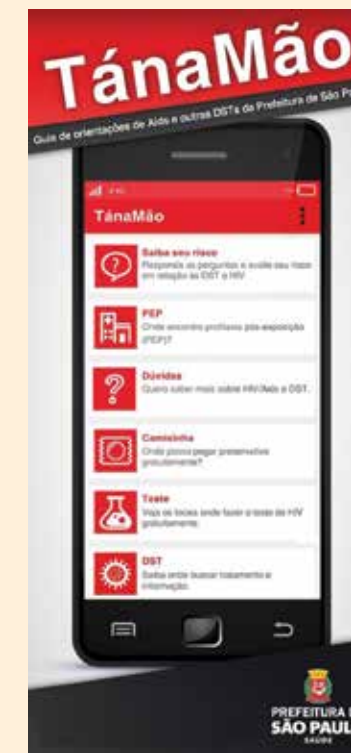 TánaMão
Guia de orientações de Aids e outras DSTs da Prefeitura de São P
TánaMão
Saiba seu risco
Responda as perguntas e avalie seu risco
em relação às DST e HIV
PEP
Onde encontro profilaxia pós-exposição
(PEP)?
Dúvidas
Quero saber mais sobre HIV/Aids e DST.
Camisinha
Onde posso pegar preservativo
gratuitamente?
Teste
Veja os locais onde fazer o teste de HIV
gratuitamente.
DST
Saiba onde buscar tratamento e
informação.
PREFEITURA D
SÃO PAUL
SAÚDE